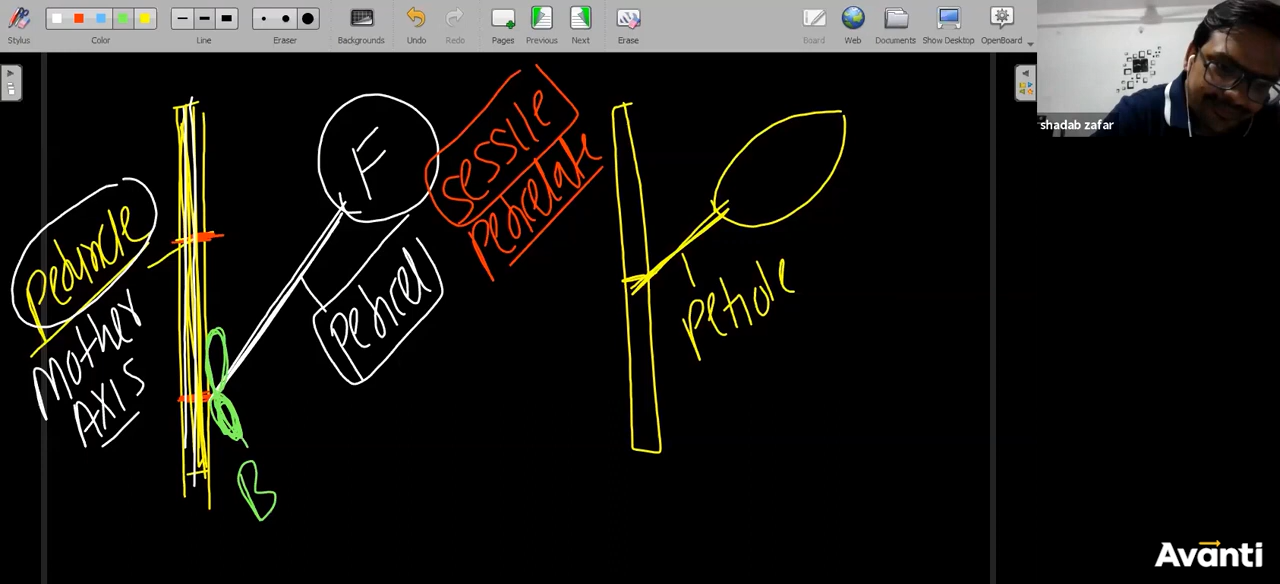 Stylus
Color
Line
Eraser
Backgrounds
Undo
Redo
Pages
Previous
Next
Erase
Board
Web
Documents
Show Desktop
OpenBoard
shadab zafar
F
sessile
Pedicelate
Peduncle
Mother
AXIS
Pedicel
Petiole
B
Avanti